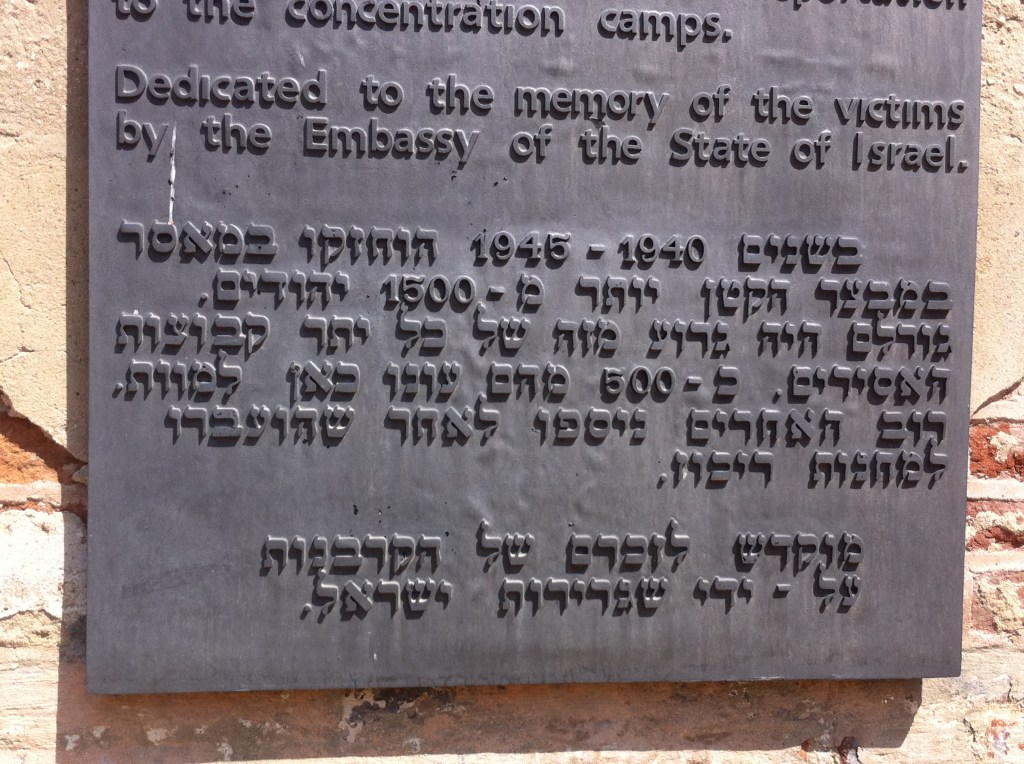 to the concentration camps.
Dedicated to the memory of the victims
by the Embassy of the State of Israel.
בשנים 1940 - 1945 הוחזקו במאסר
במבצר הקטן יותר מ - 1500 יהודים.
גורלם היה גרוע מזה של כל יתר קבוצות
האסירים. כ - 500 מהם עונו כאן למוות.
רוב האחרים ניספו לאחר שהועברו
למחנות ריכוז.
מוקדש לזכרם של הקרבנות
על - ידי שגרירות ישראל.